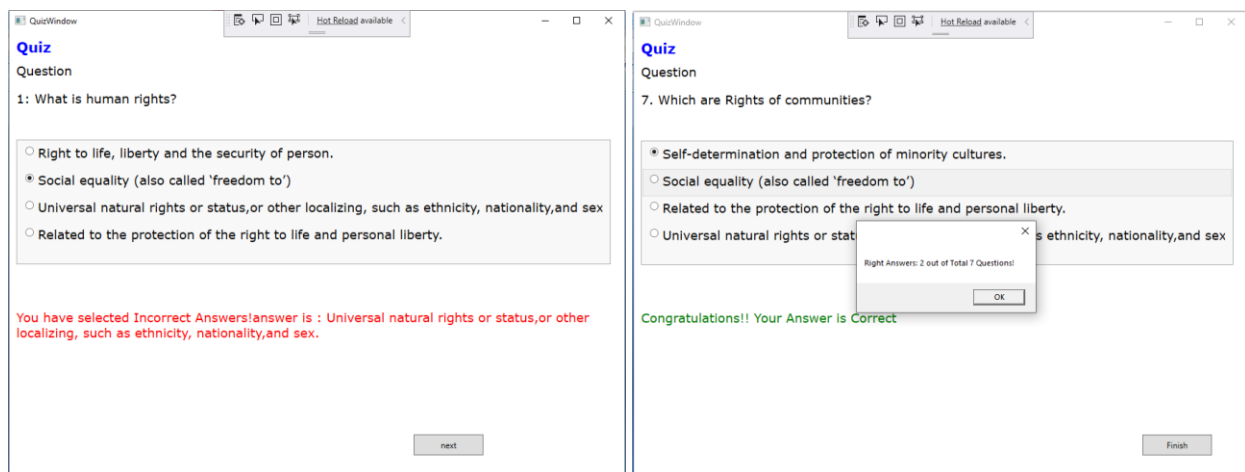 QuizWindow
Hot Reload available
Quiz
Question
1: What is human rights?
Right to life, liberty and the security of person.
Social equality (also called ‘freedom to’)
Universal natural rights or status,or other localizing, such as ethnicity, nationality,and sex
Related to the protection of the right to life and personal liberty.
You have selected Incorrect Answers!answer is : Universal natural rights or status,or other
localizing, such as ethnicity, nationality,and sex.
next
QuizWindow
Hot Reload available
Quiz
Question
7. Which are Rights of communities?
Self-determination and protection of minority cultures.
Social equality (also called ‘freedom to’)
Related to the protection of the right to life and personal liberty.
Universal natural rights or stat s ethnicity, nationality,and sex
Right Answers: 2 out of Total 7 Questions!
OK
Congratulations!! Your Answer is Correct
Finish